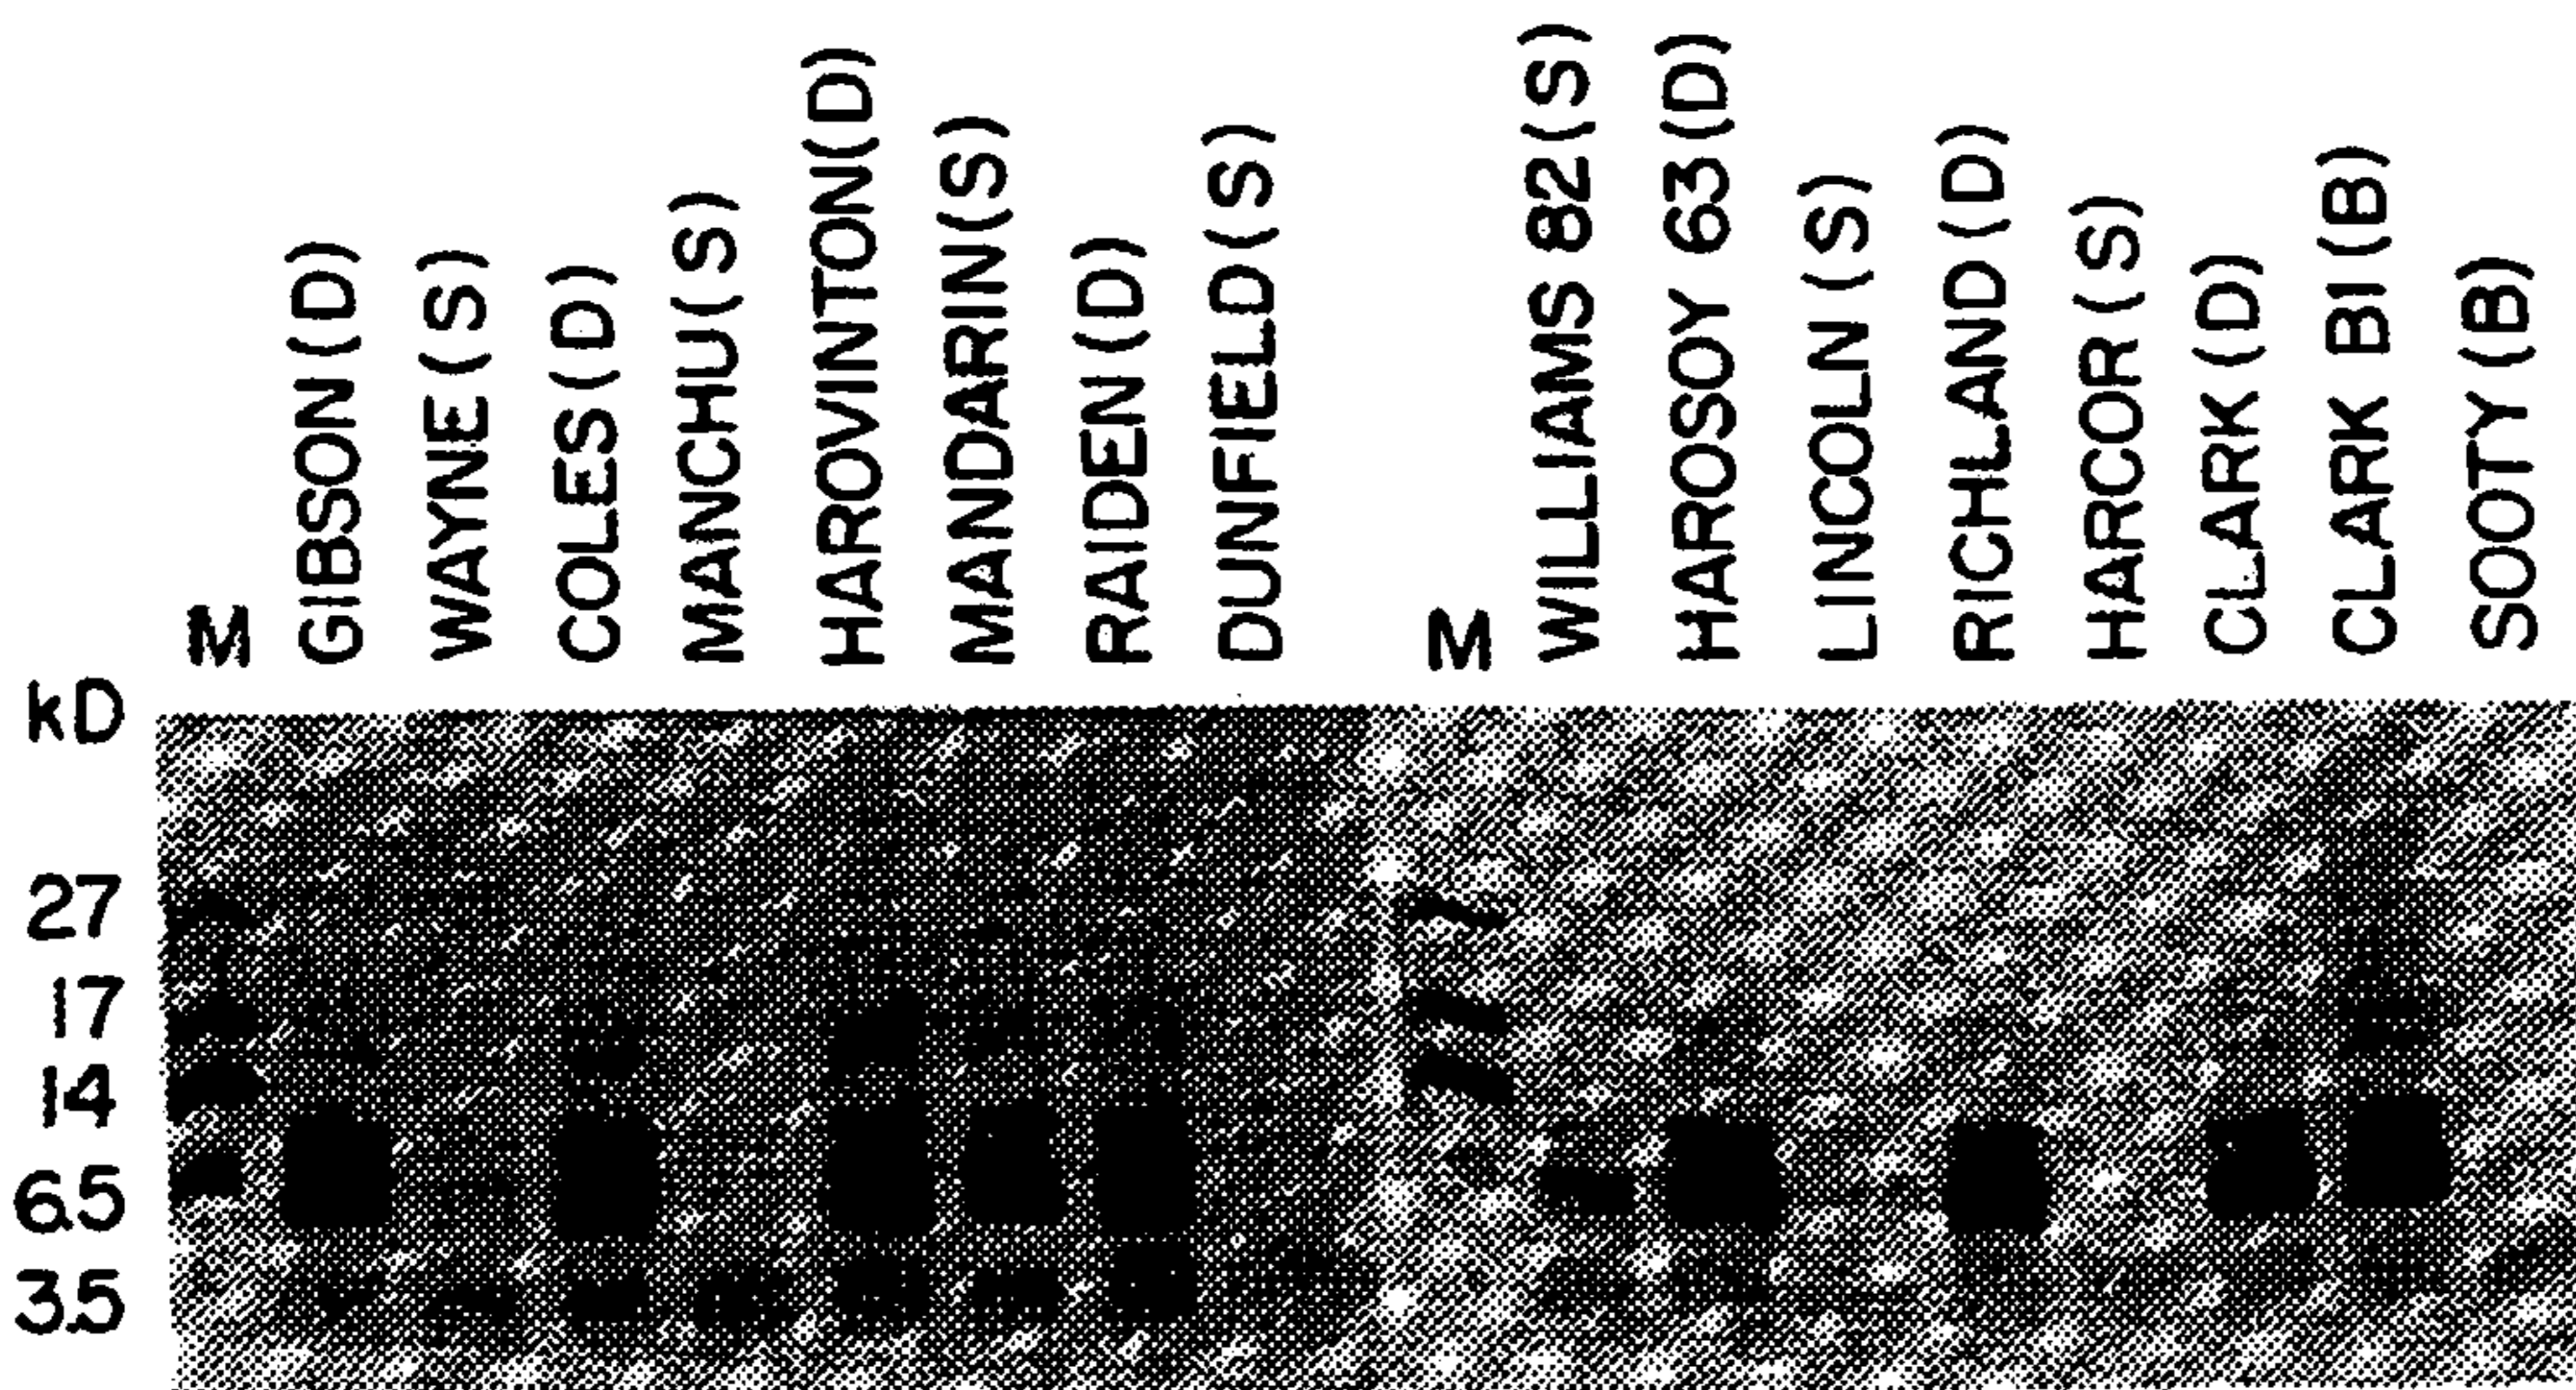 M
GIBSON (D)
WAYNE (S)
COLES (D)
MANCHU (S)
HAROVINTON (D)
MANDARIN (S)
RAIDEN (D)
DUNFIELD (S)
M
WILLIAMS 82 (S)
HAROSOY 63 (D)
LINCOLN (S)
RICHLAND (D)
HARCOR (S)
CLARK (D)
CLARK BI (B)
SOOTY (B)
kD
27
17
14
6.5
3.5